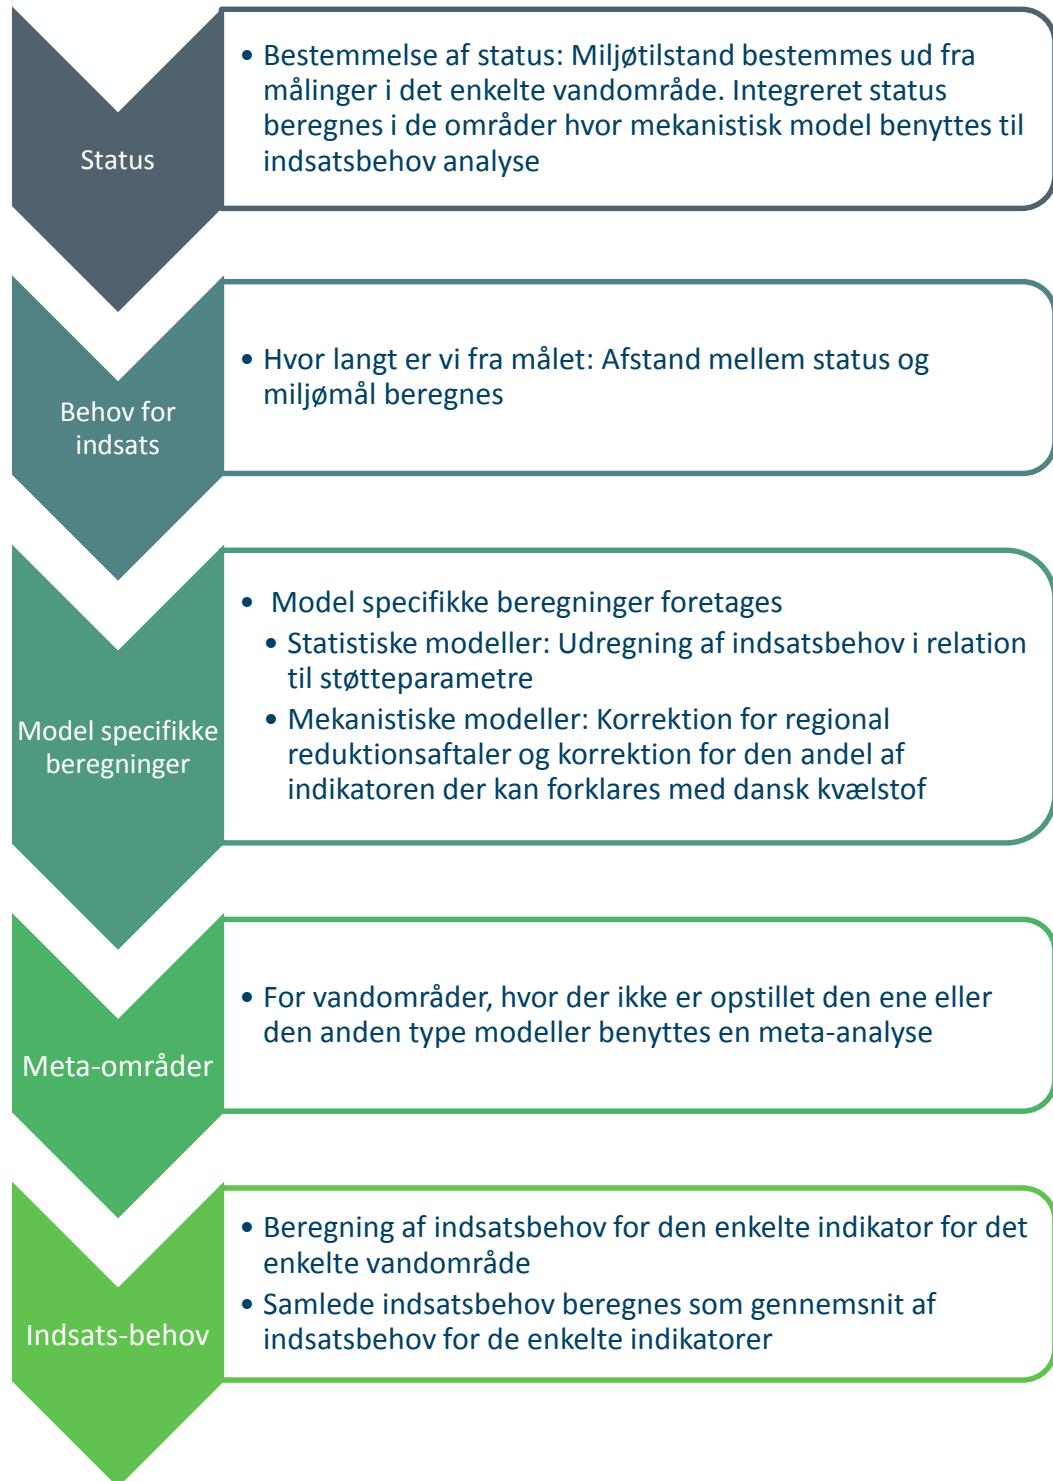 Status
• Bestemmelse af status: Miljøtilstand bestemmes ud fra
målinger i det enkelte vandområde. Integreret status
beregnes i de områder hvor mekanistisk model benyttes til
indsatsbehov analyse
Behov for
indsats
• Hvor langt er vi fra målet: Afstand mellem status og
miljømål beregnes
Model specifikke
beregninger
• Model specifikke beregninger foretages
• Statistiske modeller: Udregning af indsatsbehov i relation
til støtteparametre
• Mekanistiske modeller: Korrektion for regional
reduktionsaftaler og korrektion for den andel af
indikatoren der kan forklares med dansk kvælstof
Meta-områder
• For vandområder, hvor der ikke er opstillet den ene eller
den anden type modeller benyttes en meta-analyse
Indsats-behov
• Beregning af indsatsbehov for den enkelte indikator for det
enkelte vandområde
• Samlede indsatsbehov beregnes som gennemsnit af
indsatsbehov for de enkelte indikatorer